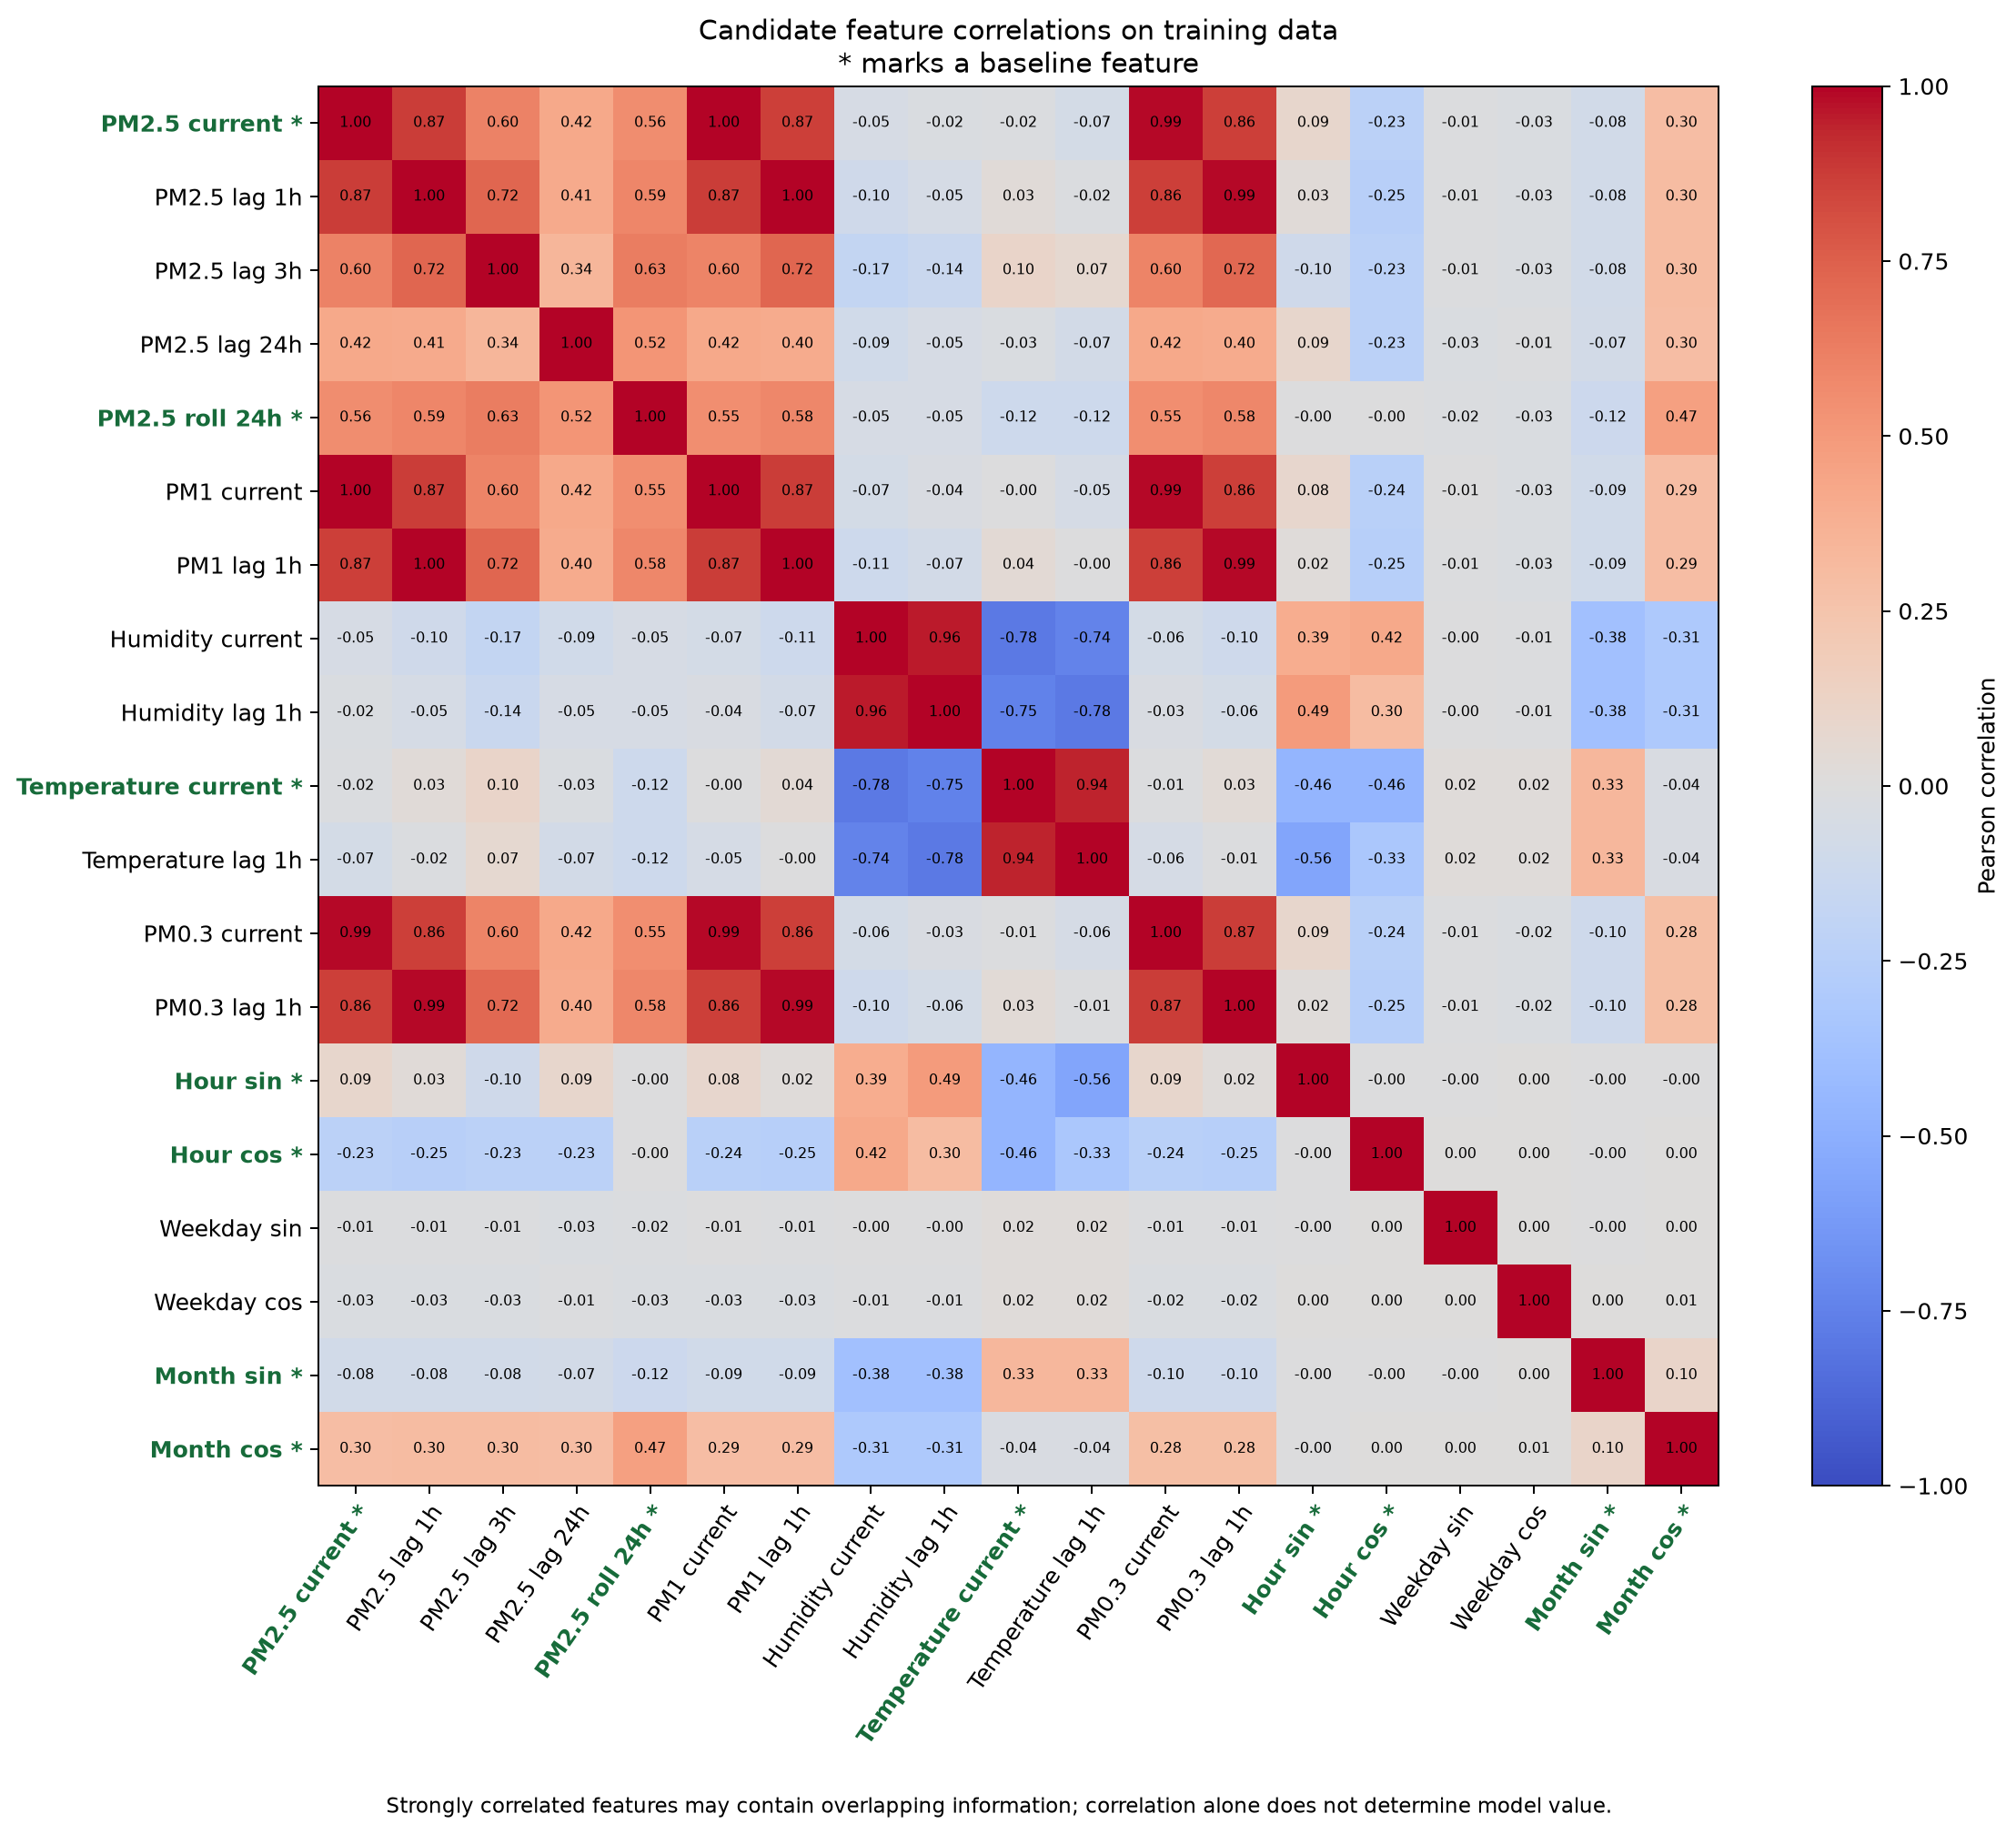 Candidate feature correlations on training data
* marks a baseline feature
PM2.5 current * 1.00 0.87 0.60 0.42 0.56 1.00 0.87 -0.05 -0.02 -0.02 -0.07 0.99 0.86 0.09 -0.23 -0.01 -0.03 -0.08 0.30
PM2.5 lag 1h 0.87 1.00 0.72 0.41 0.59 0.87 1.00 -0.10 -0.05 0.03 -0.02 0.86 0.99 0.03 -0.25 -0.01 -0.03 -0.08 0.30
PM2.5 lag 3h 0.60 0.72 1.00 0.34 0.63 0.60 0.72 -0.17 -0.14 0.10 0.07 0.60 0.72 -0.10 -0.23 -0.01 -0.03 -0.08 0.30
PM2.5 lag 24h 0.42 0.41 0.34 1.00 0.52 0.42 0.40 -0.09 -0.05 -0.03 -0.07 0.42 0.40 0.09 -0.23 -0.03 -0.01 -0.07 0.30
PM2.5 roll 24h * 0.56 0.59 0.63 0.52 1.00 0.55 0.58 -0.05 -0.05 -0.12 -0.12 0.55 0.58 -0.00 -0.00 -0.02 -0.03 -0.12 0.47
PM1 current 1.00 0.87 0.60 0.42 0.55 1.00 0.87 -0.07 -0.04 -0.00 -0.05 0.99 0.86 0.08 -0.24 -0.01 -0.03 -0.09 0.29
PM1 lag 1h 0.87 1.00 0.72 0.40 0.58 0.87 1.00 -0.11 -0.07 0.04 -0.00 0.86 0.99 0.02 -0.25 -0.01 -0.03 -0.09 0.29
Humidity current -0.05 -0.10 -0.17 -0.09 -0.05 -0.07 -0.11 1.00 0.96 -0.78 -0.74 -0.06 -0.10 0.39 0.42 -0.00 -0.01 -0.38 -0.31
Humidity lag 1h -0.02 -0.05 -0.14 -0.05 -0.05 -0.04 -0.07 0.96 1.00 -0.75 -0.78 -0.03 -0.06 0.49 0.30 -0.00 -0.01 -0.38 -0.31
Temperature current * -0.02 0.03 0.10 -0.03 -0.12 -0.00 0.04 -0.78 -0.75 1.00 0.94 -0.01 0.03 -0.46 -0.46 0.02 0.02 0.33 -0.04
Temperature lag 1h -0.07 -0.02 0.07 -0.07 -0.12 -0.05 -0.00 -0.74 -0.78 0.94 1.00 -0.06 -0.01 -0.56 -0.33 0.02 0.02 0.33 -0.04
PM0.3 current 0.99 0.86 0.60 0.42 0.55 0.99 0.86 -0.06 -0.03 -0.01 -0.06 1.00 0.87 0.09 -0.24 -0.01 -0.02 -0.10 0.28
PM0.3 lag 1h 0.86 0.99 0.72 0.40 0.58 0.86 0.99 -0.10 -0.06 0.03 -0.01 0.87 1.00 0.02 -0.25 -0.01 -0.02 -0.10 0.28
Hour sin * 0.09 0.03 -0.10 0.09 -0.00 0.08 0.02 0.39 0.49 -0.46 -0.56 0.09 0.02 1.00 -0.00 -0.00 0.00 -0.00 -0.00
Hour cos * -0.23 -0.25 -0.23 -0.23 -0.00 -0.24 -0.25 0.42 0.30 -0.46 -0.33 -0.24 -0.25 -0.00 1.00 0.00 0.00 -0.00 0.00
Weekday sin -0.01 -0.01 -0.01 -0.03 -0.02 -0.01 -0.01 -0.00 -0.00 0.02 0.02 -0.01 -0.01 -0.00 0.00 1.00 0.00 -0.00 0.00
Weekday cos -0.03 -0.03 -0.03 -0.01 -0.03 -0.03 -0.03 -0.01 -0.01 0.02 0.02 -0.02 -0.02 0.00 0.00 0.00 1.00 0.00 0.01
Month sin * -0.08 -0.08 -0.08 -0.07 -0.12 -0.09 -0.09 -0.38 -0.38 0.33 0.33 -0.10 -0.10 -0.00 -0.00 -0.00 0.00 1.00 0.10
Month cos * 0.30 0.30 0.30 0.30 0.47 0.29 0.29 -0.31 -0.31 -0.04 -0.04 0.28 0.28 -0.00 0.00 0.00 0.01 0.10 1.00
PM2.5 current *
PM2.5 lag 1h
PM2.5 lag 3h
PM2.5 lag 24h
PM2.5 roll 24h *
PM1 current
PM1 lag 1h
Humidity current
Humidity lag 1h
Temperature current *
Temperature lag 1h
PM0.3 current
PM0.3 lag 1h
Hour sin *
Hour cos *
Weekday sin
Weekday cos
Month sin *
Month cos *
1.00
0.75
0.50
0.25
0.00
−0.25
−0.50
−0.75
−1.00
Pearson correlation
Strongly correlated features may contain overlapping information; correlation alone does not determine model value.